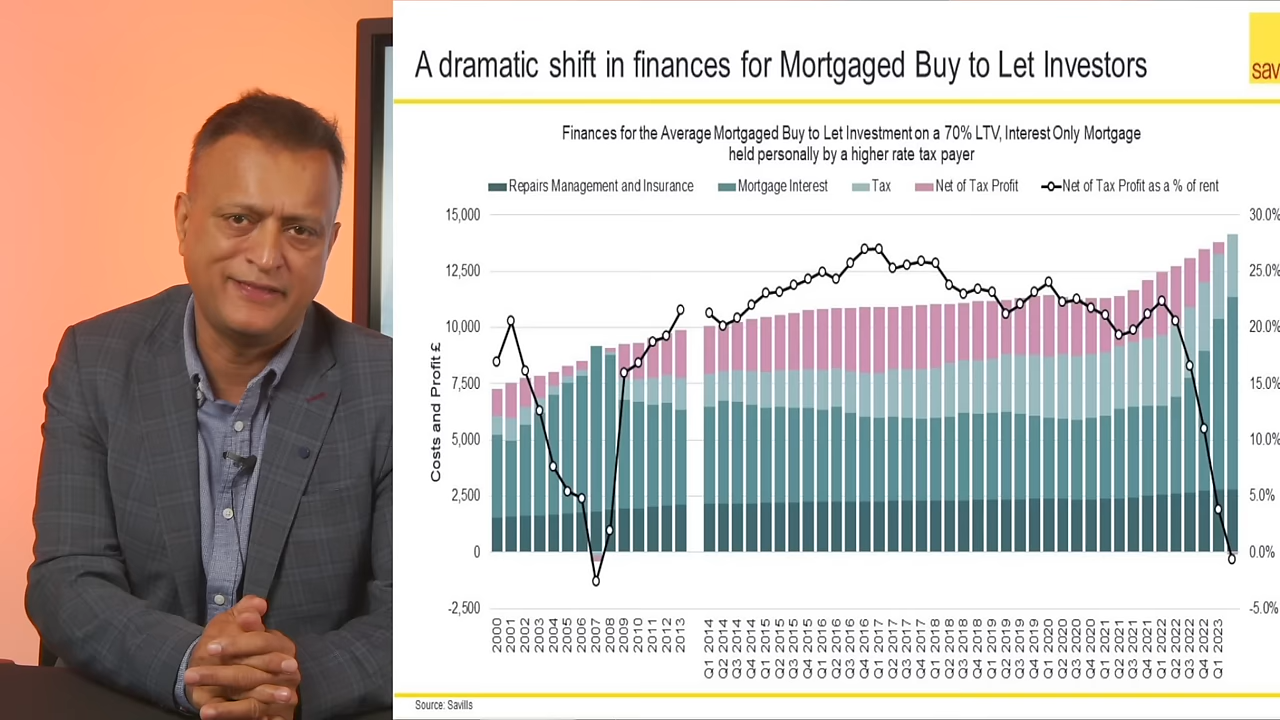 A dramatic shift in finances for Mortgaged Buy to Let Investors
sav
Finances for the Average Mortgaged Buy to Let Investment on a 70% LTV, Interest Only Mortgage
held personally by a higher rate tax payer
Repairs Management and Insurance Mortgage Interest Tax Net of Tax Profit Net of Tax Profit as a % of rent
15,000 30.0%
12,500 25.0%
10,000 20.0%
7,500 15.0%
5,000 10.0%
2,500 5.0%
0 0.0%
-2,500 -5.0%
Costs and Profit £
2000 2001 2002 2003 2004 2005 2006 2007 2008 2009 2010 2011 2012 2013 Q1 2014 Q2 2014 Q3 2014 Q4 2014 Q1 2015 Q2 2015 Q3 2015 Q4 2015 Q1 2016 Q2 2016 Q3 2016 Q4 2016 Q1 2017 Q2 2017 Q3 2017 Q4 2017 Q1 2018 Q2 2018 Q3 2018 Q4 2018 Q1 2019 Q2 2019 Q3 2019 Q4 2019 Q1 2020 Q2 2020 Q3 2020 Q4 2020 Q1 2021 Q2 2021 Q3 2021 Q4 2021 Q1 2022 Q2 2022 Q3 2022 Q4 2022 Q1 2023
Source: Savills